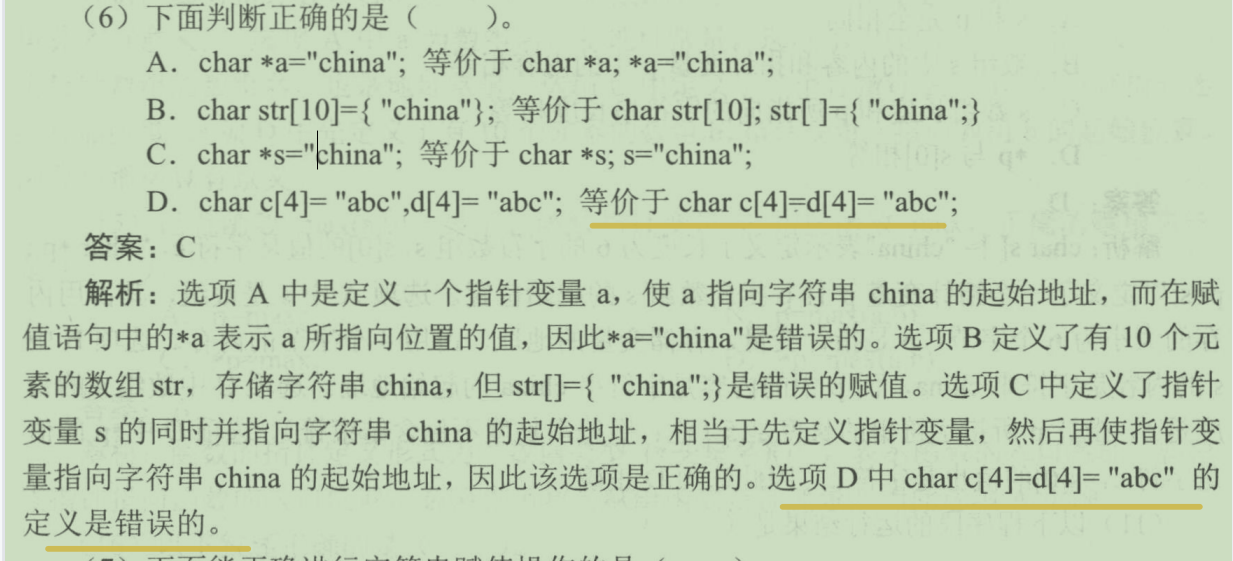 （6）下面判断正确的是（　　）。
A．char *a="china"; 等价于 char *a; *a="china";
B．char str[10]={ "china"}; 等价于 char str[10]; str[ ]={ "china";}
C．char *s="china"; 等价于 char *s; s="china";
D．char c[4]= "abc",d[4]= "abc"; 等价于 char c[4]=d[4]= "abc";
答案：C
解析：选项 A 中是定义一个指针变量 a，使 a 指向字符串 china 的起始地址，而在赋
值语句中的*a 表示 a 所指向位置的值，因此*a="china"是错误的。选项 B 定义了有 10 个元
素的数组 str，存储字符串 china，但 str[]={ "china";}是错误的赋值。选项 C 中定义了指针
变量 s 的同时并指向字符串 china 的起始地址，相当于先定义指针变量，然后再使指针变
量指向字符串 china 的起始地址，因此该选项是正确的。选项 D 中 char c[4]=d[4]= "abc" 的
定义是错误的。